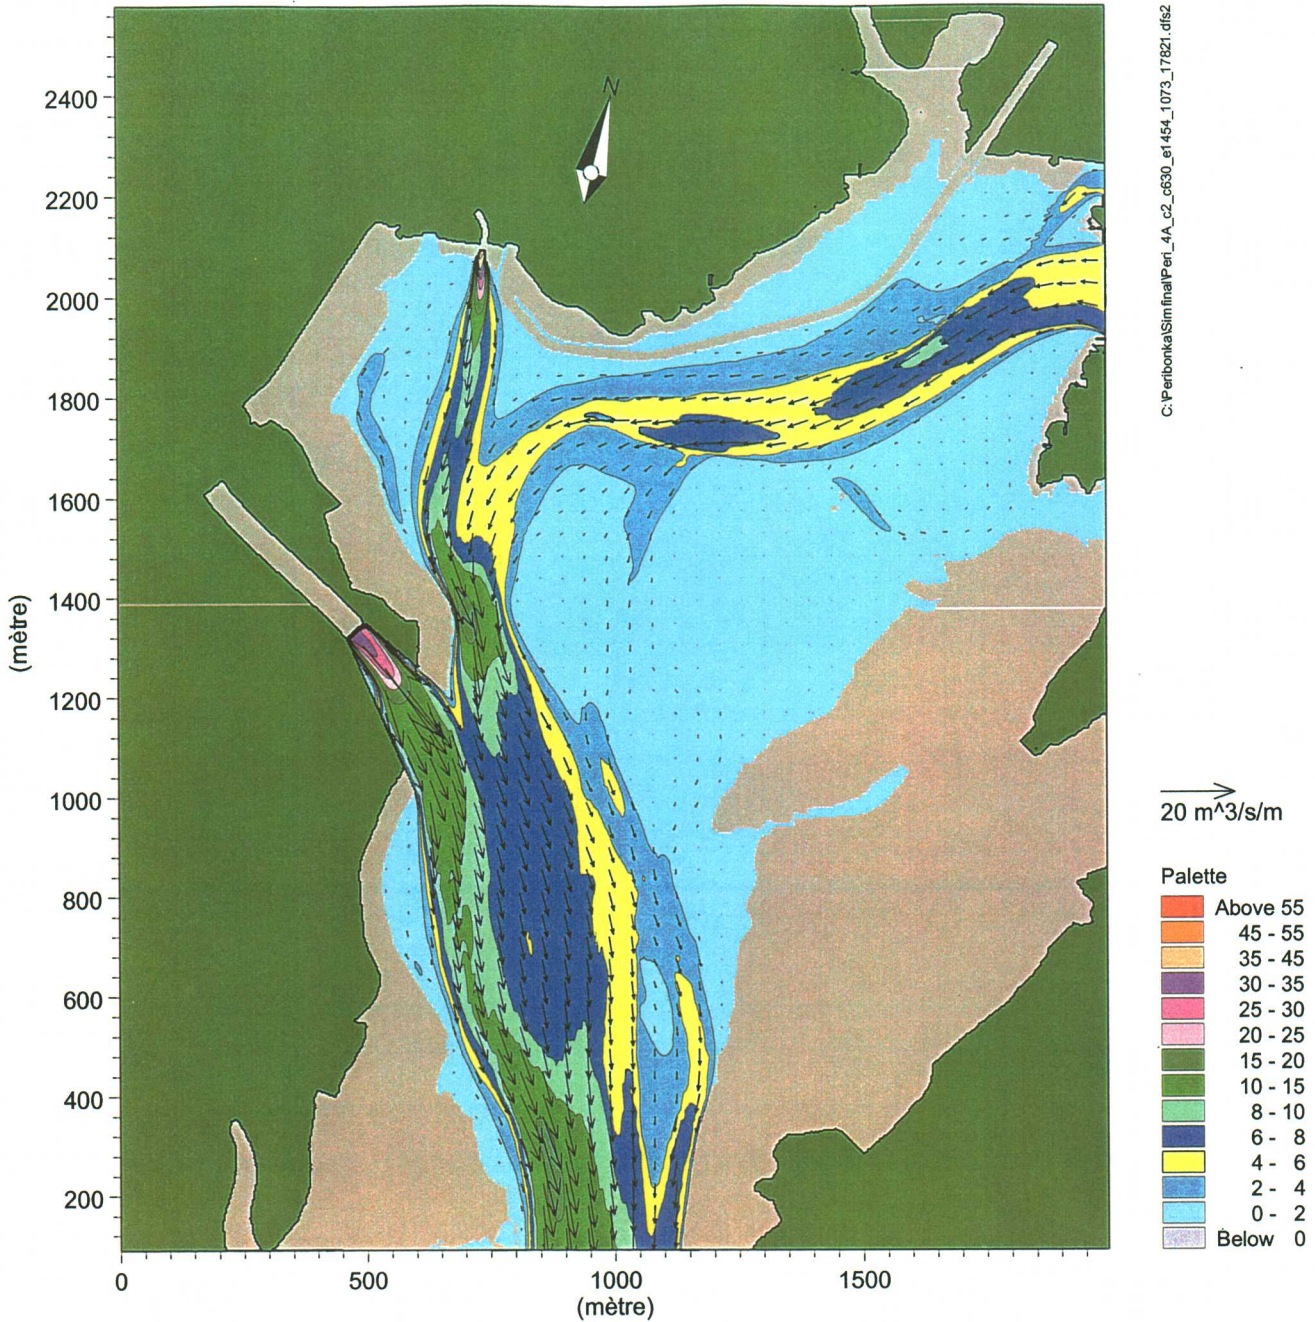 C:\Peribonka\Simfinal\Peri_4A_c2_c630_e1454_1073_17821.dfs2
N
2400
2200
2000
1800
1600
1400
1200
1000
800
600
400
200
(mètre)
0 500 1000 1500
(mètre)
20 m^3/s/m
Palette
Above 55
45 - 55
35 - 45
30 - 35
25 - 30
20 - 25
15 - 20
10 - 15
8 - 10
6 - 8
4 - 6
2 - 4
0 - 2
Below 0